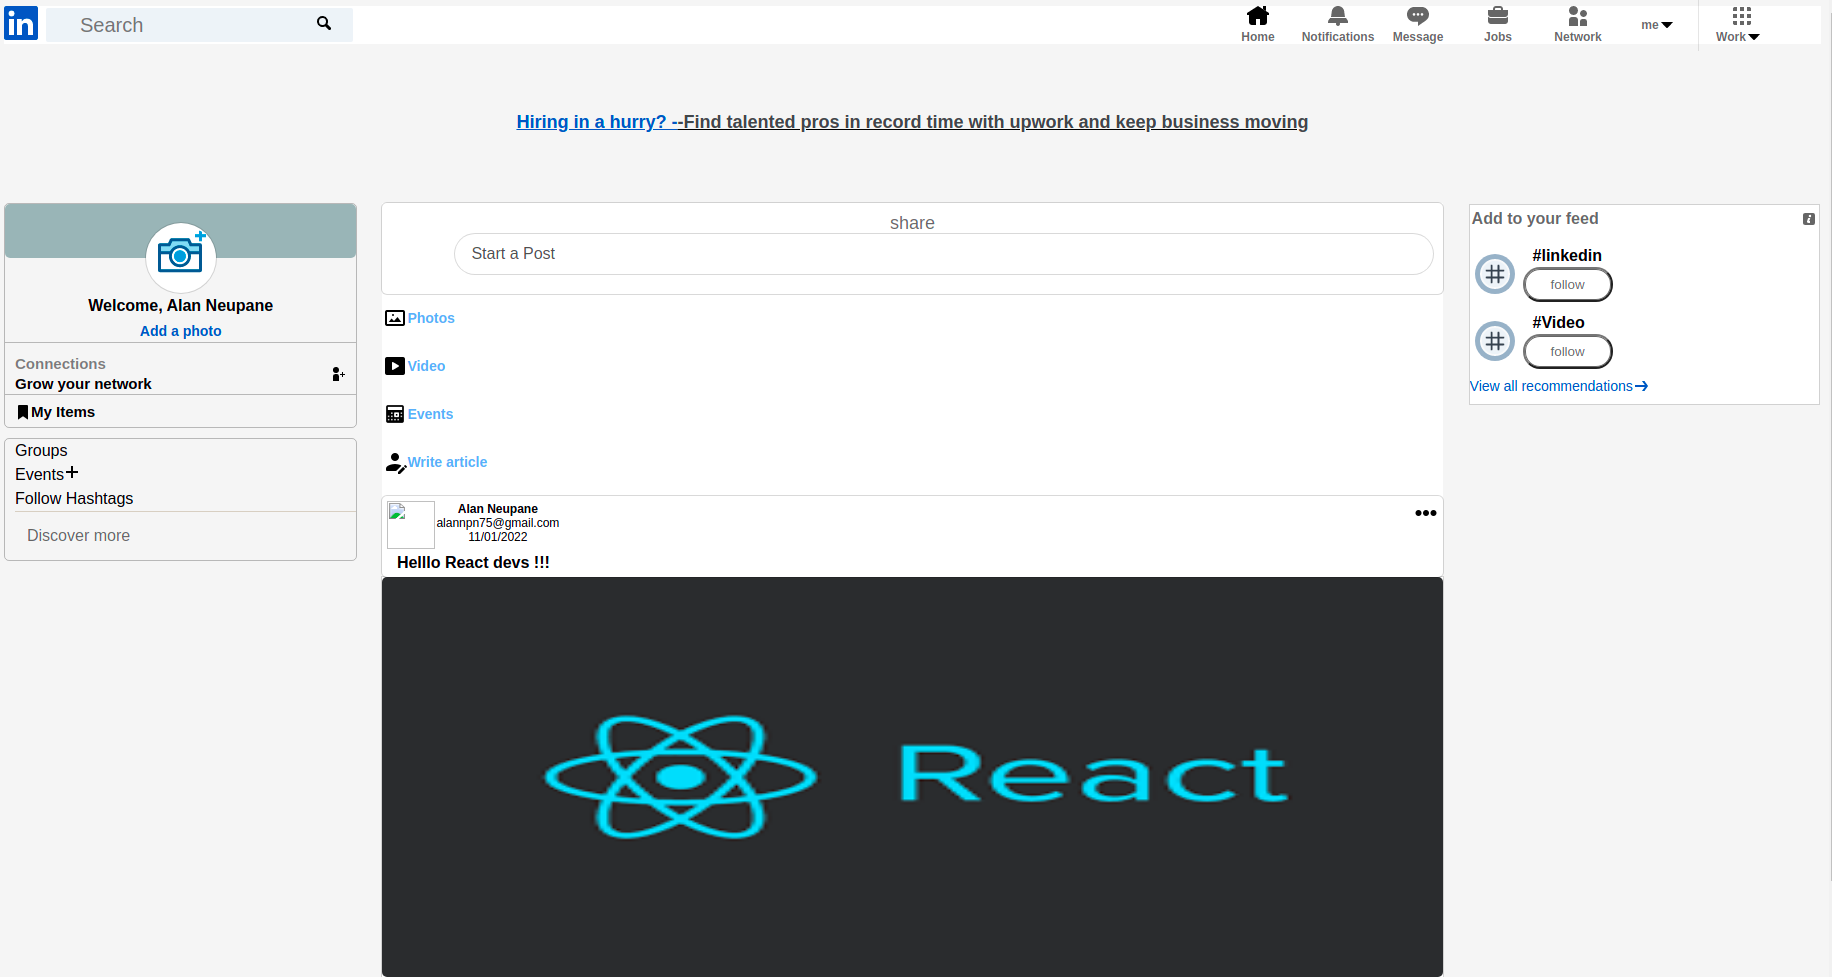 in
Search
Home
Notifications
Message
Jobs
Network
me
Work
Hiring in a hurry? --Find talented pros in record time with upwork and keep business moving
Welcome, Alan Neupane
Add a photo
Connections
Grow your network
My Items
Groups
Events+
Follow Hashtags
Discover more
share
Start a Post
Photos
Video
Events
Write article
Alan Neupane
alannpn75@gmail.com
11/01/2022
Helllo React devs !!!
React
Add to your feed
#linkedin
follow
#Video
follow
View all recommendations